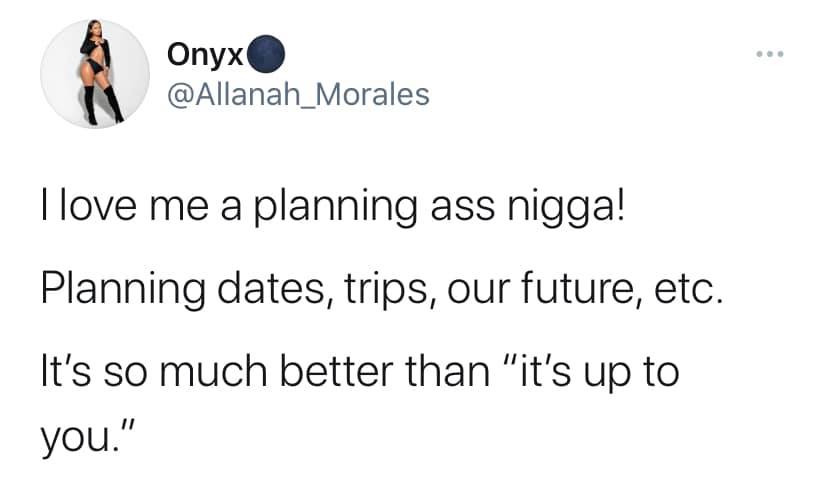 Onyx🌑
@Allanah_Morales
I love me a planning ass nigga!
Planning dates, trips, our future, etc.
It's so much better than "it's up to
you."